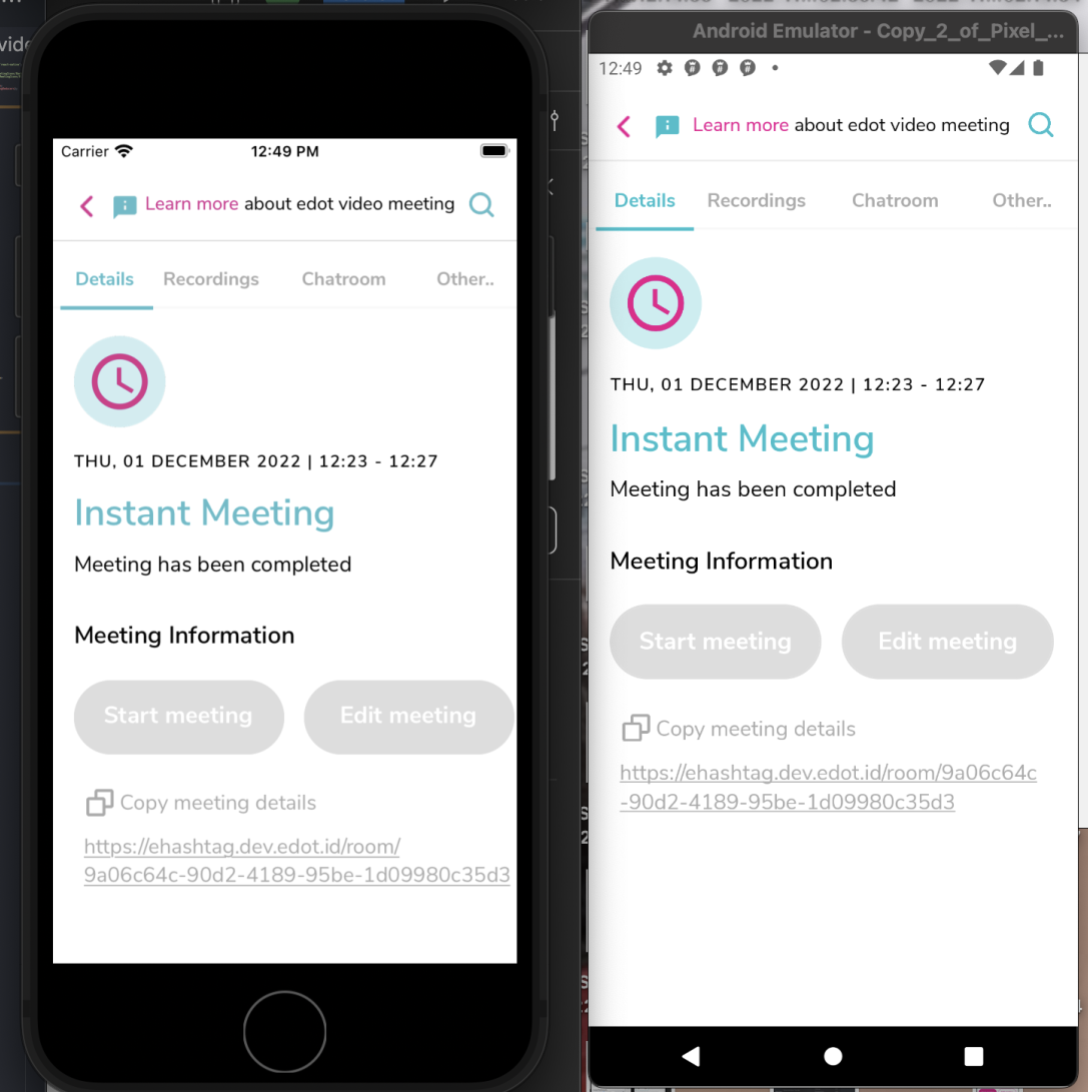 Carrier 12:49 PM
Learn more about edot video meeting
Details Recordings Chatroom Other..
THU, 01 DECEMBER 2022 | 12:23 - 12:27
Instant Meeting
Meeting has been completed
Meeting Information
Start meeting Edit meeting
Copy meeting details
https://ehashtag.dev.edot.id/room/
9a06c64c-90d2-4189-95be-1d09980c35d3
Android Emulator - Copy_2_of_Pixel_...
12:49
Learn more about edot video meeting
Details Recordings Chatroom Other..
THU, 01 DECEMBER 2022 | 12:23 - 12:27
Instant Meeting
Meeting has been completed
Meeting Information
Start meeting Edit meeting
Copy meeting details
https://ehashtag.dev.edot.id/room/9a06c64c
-90d2-4189-95be-1d09980c35d3